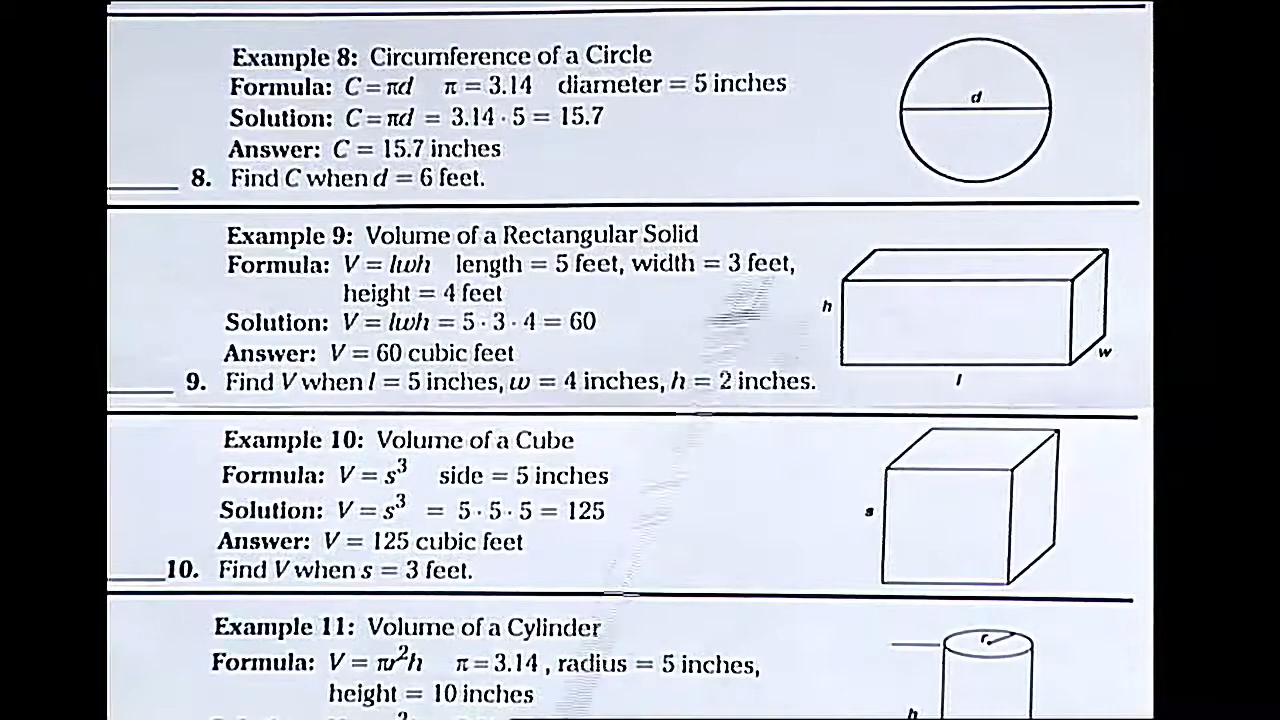 Example 8: Circumference of a Circle
Formula: C = πd π = 3.14 diameter = 5 inches
Solution: C = πd = 3.14 · 5 = 15.7
Answer: C = 15.7 inches
8. Find C when d = 6 feet.
d
Example 9: Volume of a Rectangular Solid
Formula: V = lwh length = 5 feet, width = 3 feet,
height = 4 feet
Solution: V = lwh = 5 · 3 · 4 = 60
Answer: V = 60 cubic feet
9. Find V when l = 5 inches, w = 4 inches, h = 2 inches.
h
w
l
Example 10: Volume of a Cube
Formula: V = s³ side = 5 inches
Solution: V = s³ = 5 · 5 · 5 = 125
Answer: V = 125 cubic feet
10. Find V when s = 3 feet.
s
Example 11: Volume of a Cylinder
Formula: V = πr²h π = 3.14 , radius = 5 inches,
height = 10 inches
r
h